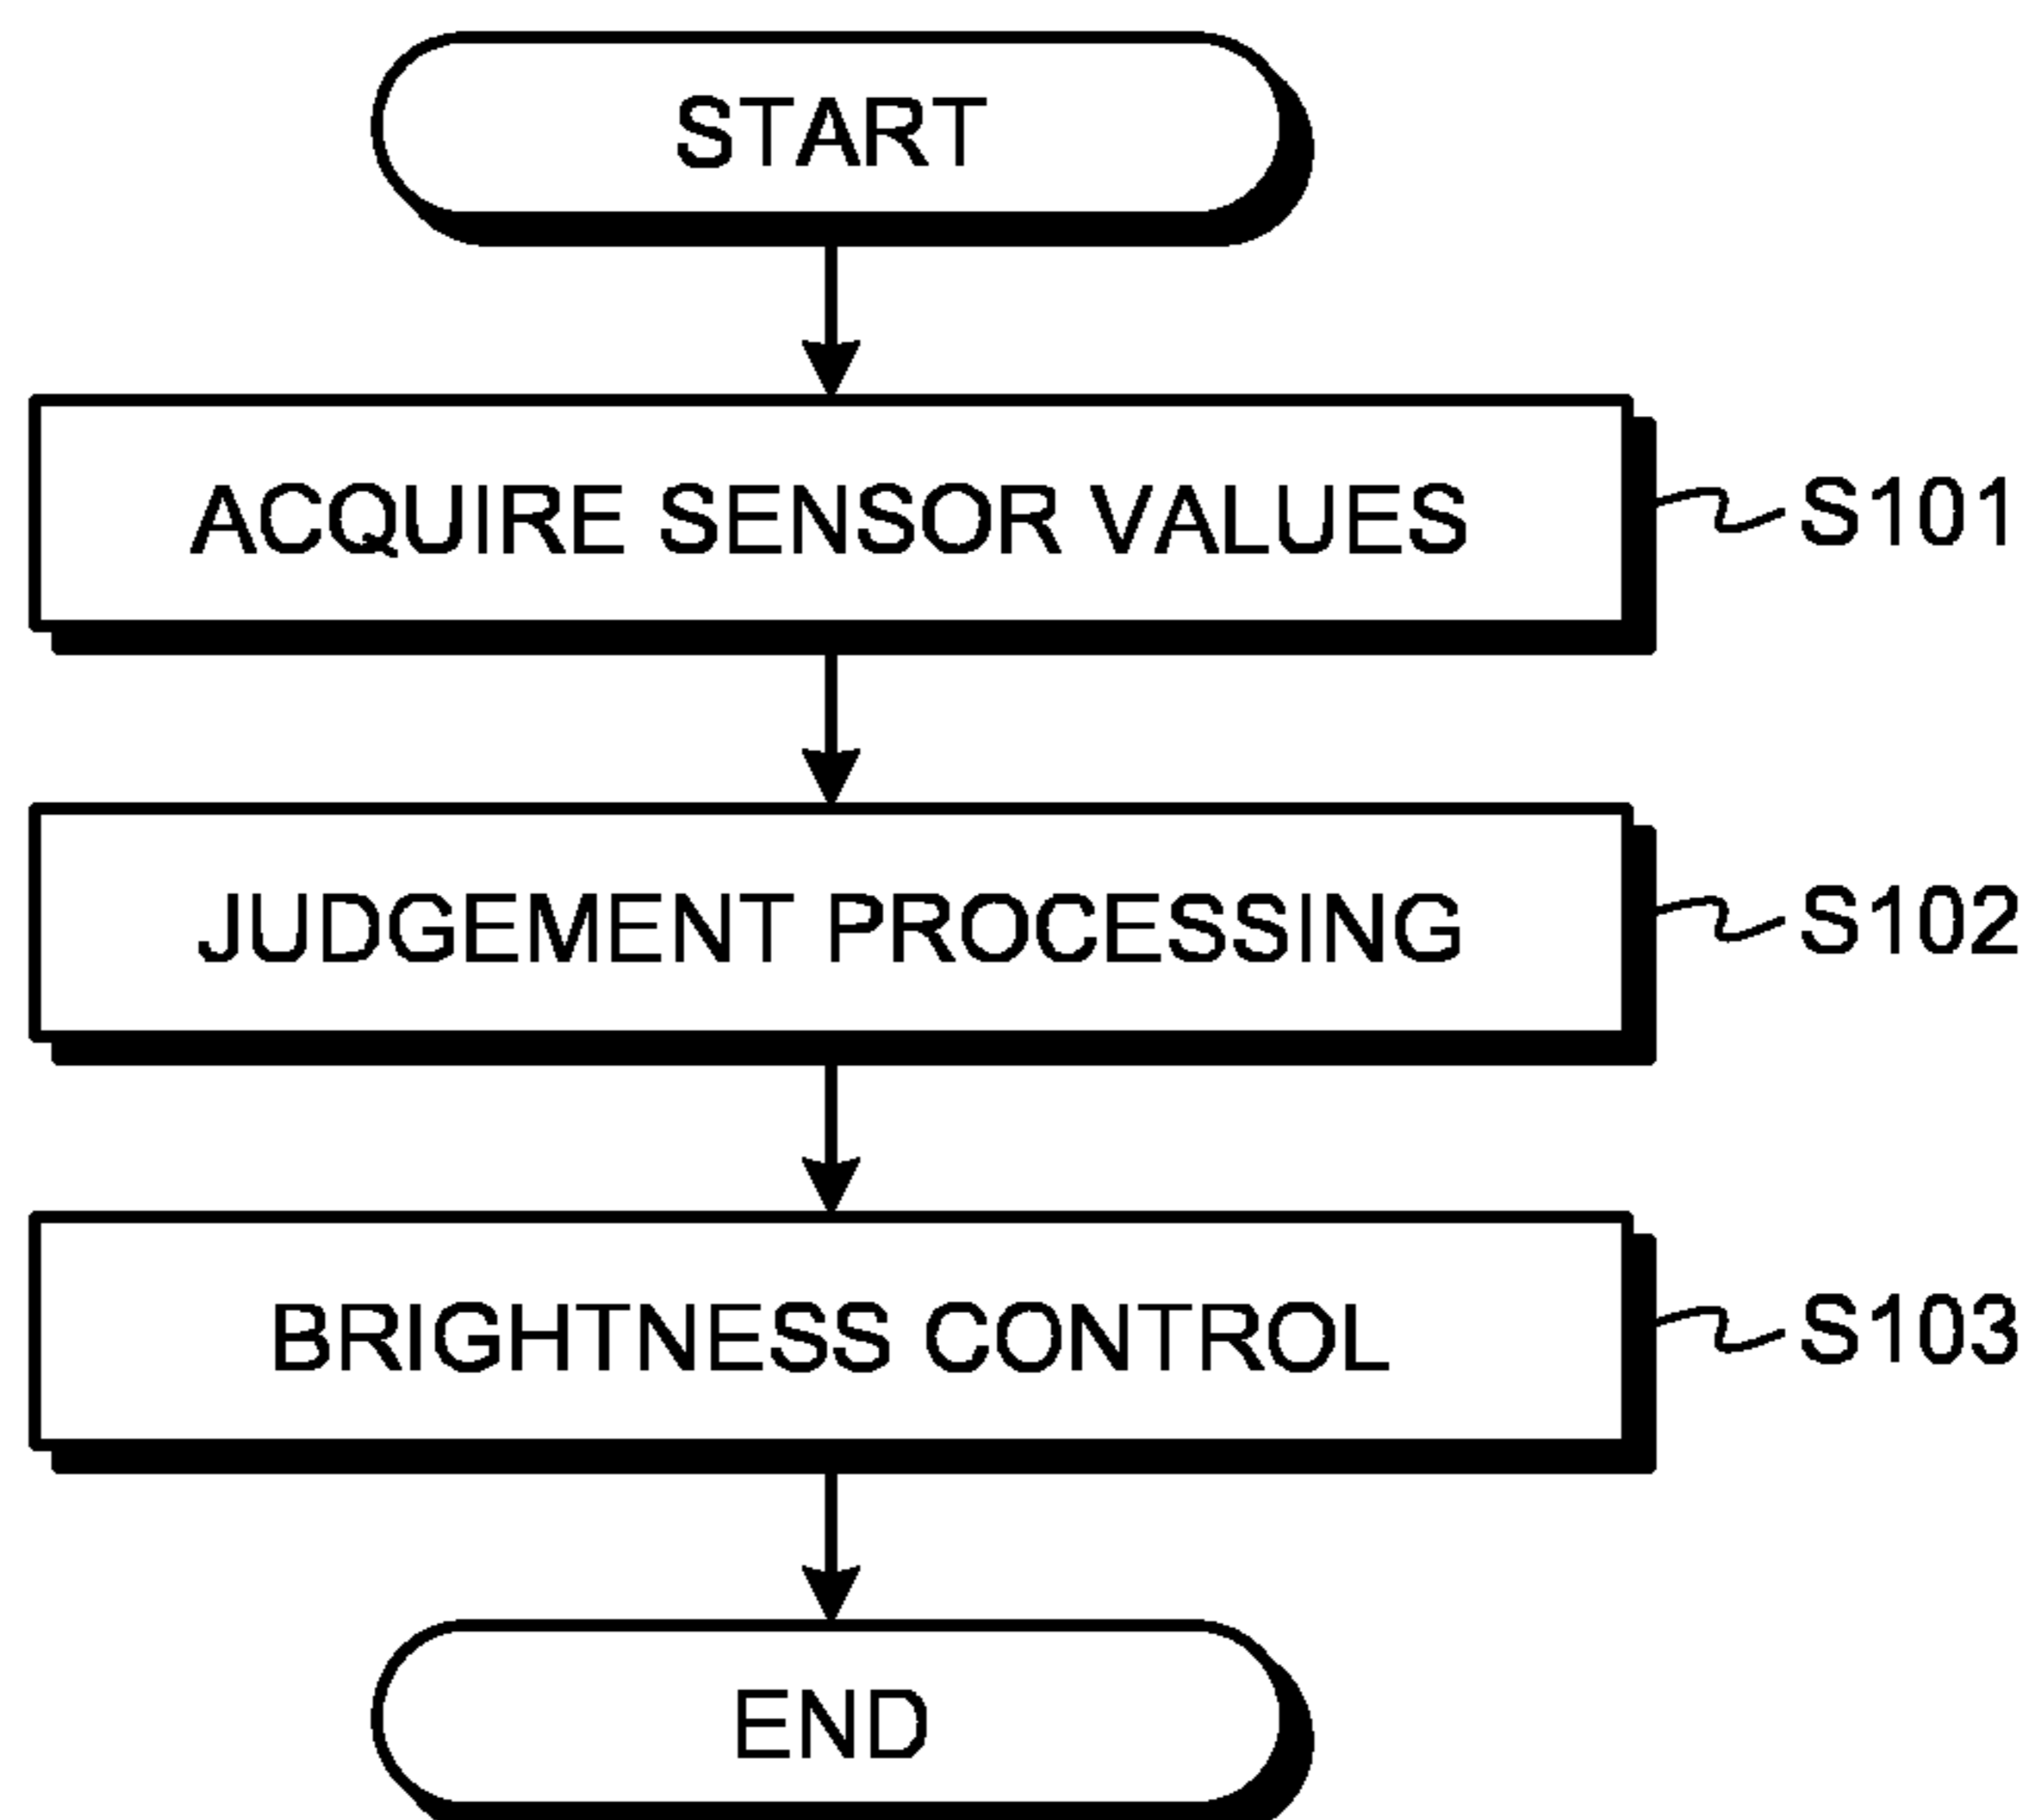 START
ACQUIRE SENSOR VALUES
S101
JUDGEMENT PROCESSING
S102
BRIGHTNESS CONTROL
S103
END